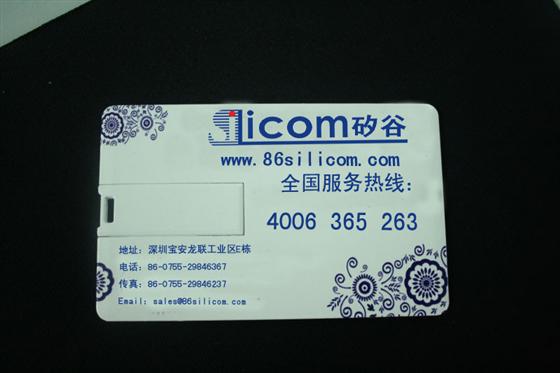 Silicom矽谷
www.86silicom.com
全国服务热线:
4006 365 263
地址: 深圳宝安龙联工业区E栋
电话: 86-0755-29846367
传真: 86-0755-29846237
Email: sales@86silicom.com